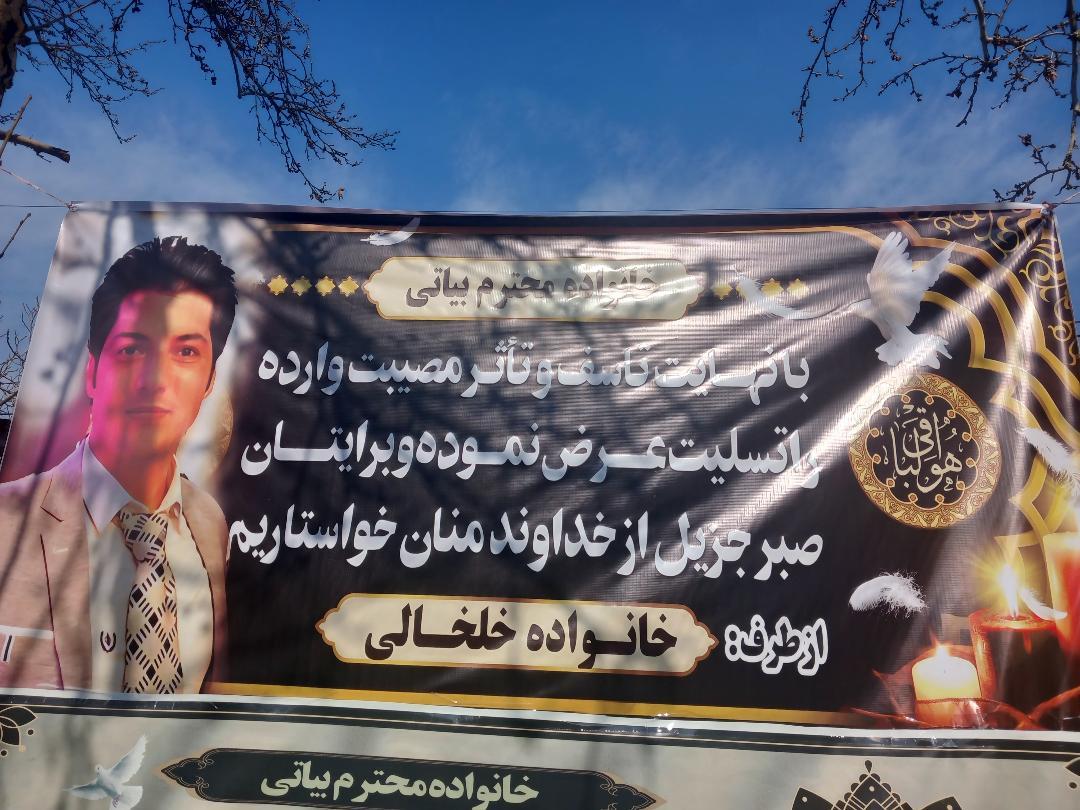 خانواده محترم بیاتی
با نهایت تاسف و تأثر مصیبت وارده
را تسلیت عرض نموده و برایتان
صبر جزیل از خداوند منان خواستاریم
از طرف: خانواده خلخالی
هو الباقی
خانواده محترم بیاتی